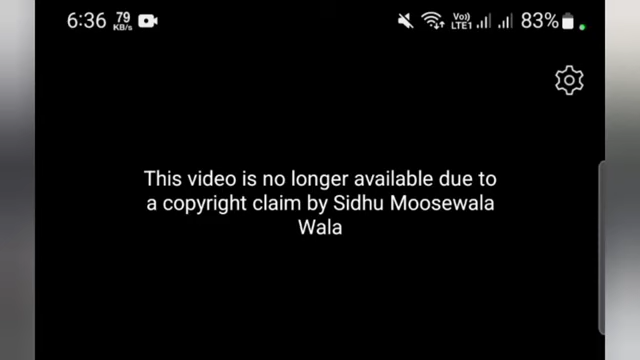 6:36 79 KB/s Vo)) LTE1 83%
This video is no longer available due to
a copyright claim by Sidhu Moosewala
Wala